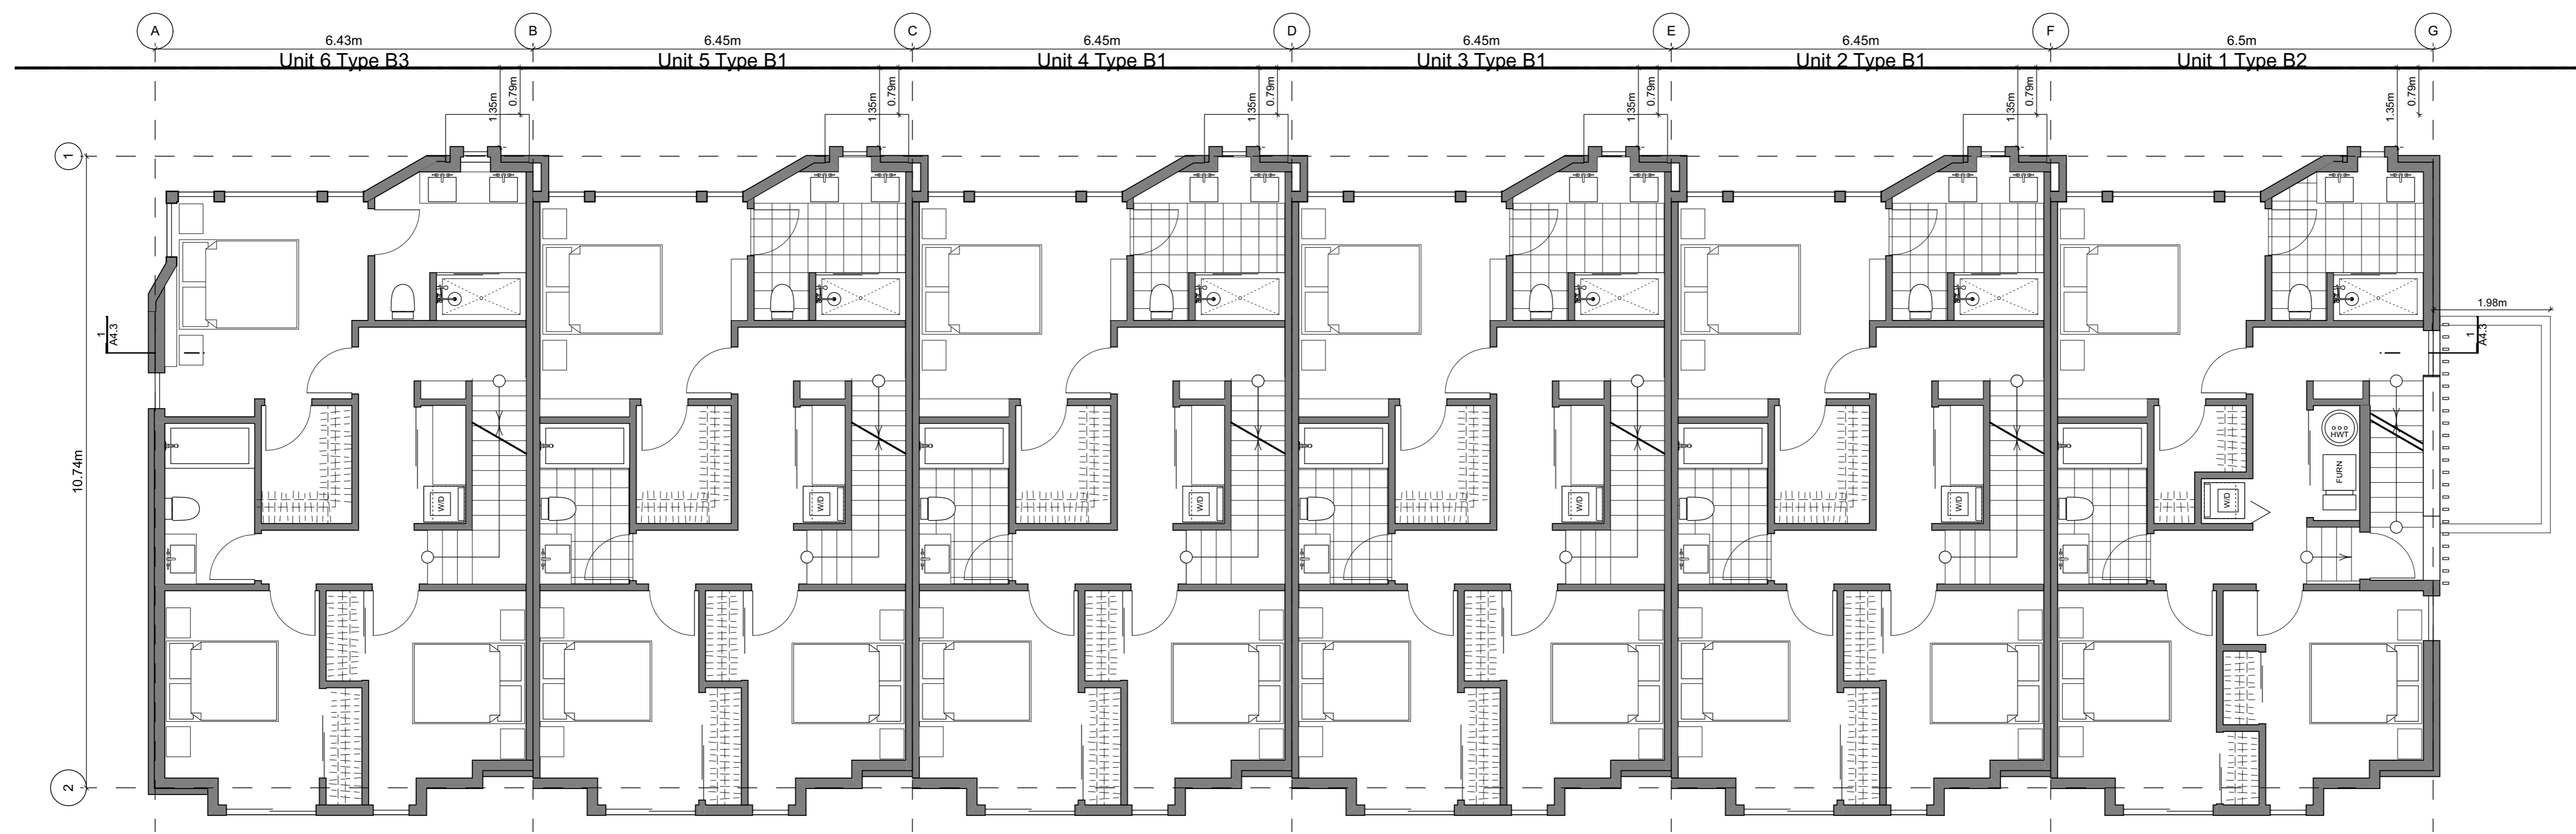 A B C D E F G
6.43m 6.45m 6.45m 6.45m 6.45m 6.5m
Unit 6 Type B3 Unit 5 Type B1 Unit 4 Type B1 Unit 3 Type B1 Unit 2 Type B1 Unit 1 Type B2
1.35m 0.79m 1.35m 0.79m 1.35m 0.79m 1.35m 0.79m 1.35m 0.79m 1.35m 0.79m
1
1.98m
1 A4.3
1 A4.3
HWT
10.74m
FURN
W/D W/D W/D W/D W/D W/D
2